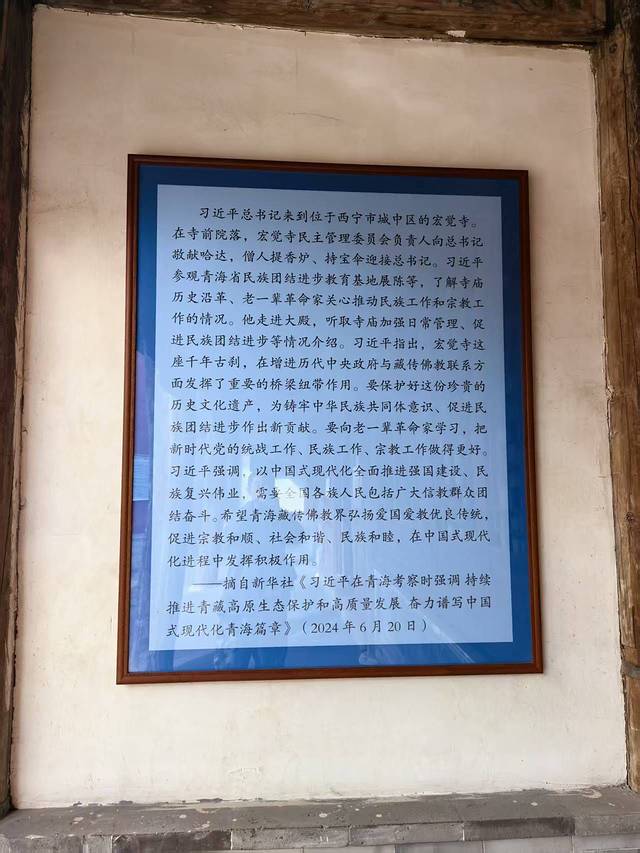 习近平总书记来到位于西宁市城中区的宏觉寺。
在寺前院落，宏觉寺民主管理委员会负责人向总书记
敬献哈达，僧人提香炉、持宝伞迎接总书记。习近平
参观青海省民族团结进步教育基地展陈等，了解寺庙
历史沿革、老一辈革命家关心推动民族工作和宗教工
作的情况。他走进大殿，听取寺庙加强日常管理、促
进民族团结进步等情况介绍。习近平指出，宏觉寺这
座千年古刹，在增进历代中央政府与藏传佛教联系方
面发挥了重要的桥梁纽带作用。要保护好这份珍贵的
历史文化遗产，为铸牢中华民族共同体意识、促进民
族团结进步作出新贡献。要向老一辈革命家学习，把
新时代党的统战工作、民族工作、宗教工作做得更好。
习近平强调，以中国式现代化全面推进强国建设、民
族复兴伟业，需要全国各族人民包括广大信教群众团
结奋斗。希望青海藏传佛教界弘扬爱国爱教优良传统，
促进宗教和顺、社会和谐、民族和睦，在中国式现代
化进程中发挥积极作用。
——摘自新华社《习近平在青海考察时强调 持续
推进青藏高原生态保护和高质量发展 奋力谱写中国
式现代化青海篇章》（2024年6月20日）